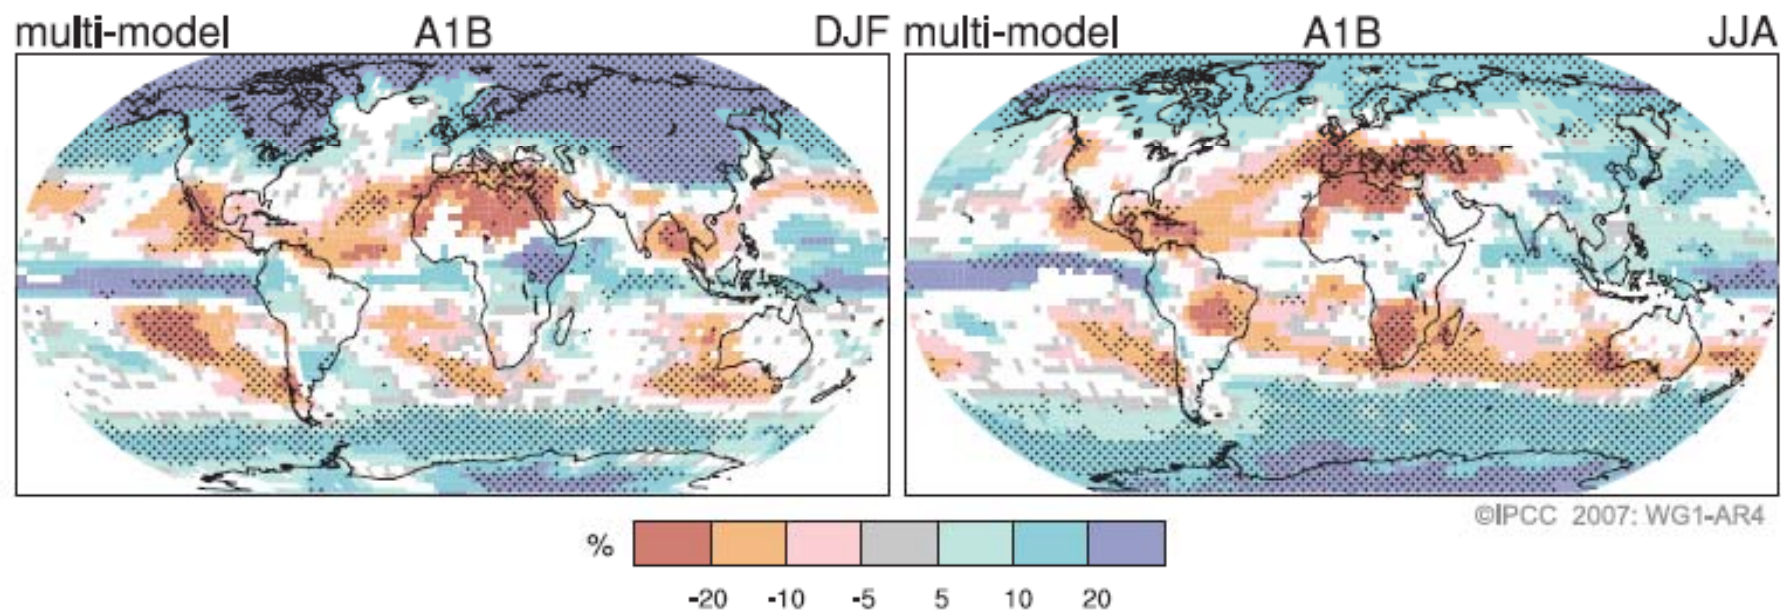 multi-model A1B DJF
multi-model A1B JJA
©IPCC 2007: WG1-AR4
%
-20 -10 -5 5 10 20